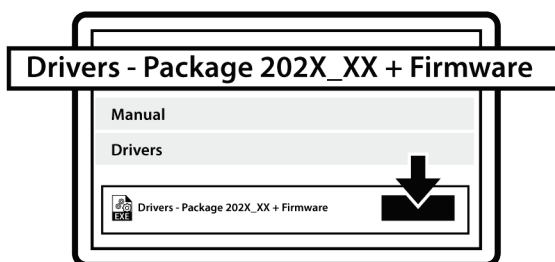 Drivers - Package 202X_XX + Firmware
Manual
Drivers
EXE Drivers - Package 202X_XX + Firmware